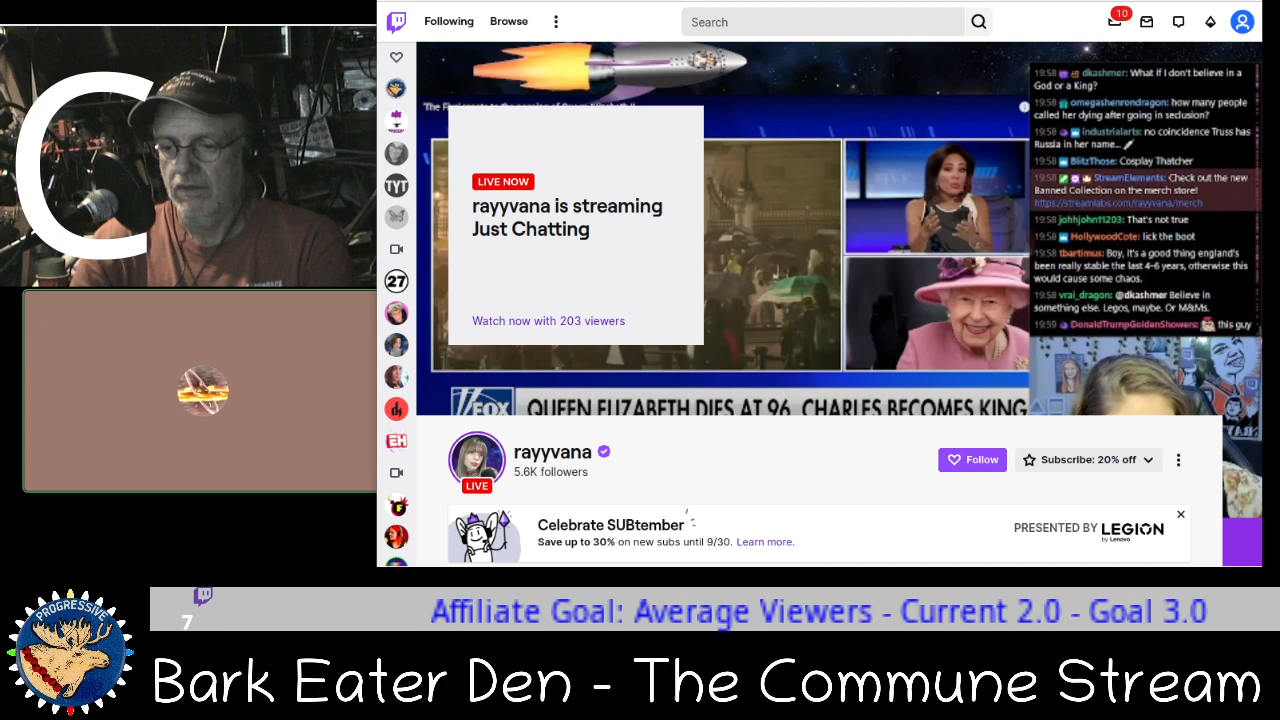 C
Following
Browse
Search
10
TYT
27
EH
F
LIVE NOW
rayyvana is streaming
Just Chatting
Watch now with 203 viewers
FOX
QUEEN ELIZABETH DIES AT 96, CHARLES BECOMES KING
19:58 dkashmer: What if I don't believe in a
God or a King?
19:58 omegashenrondragon: how many people
called her dying after going in seclusion?
19:58 industrialarts: no coincidence Truss has
Russia in her name...
19:58 BlitzThose: Cosplay Thatcher
19:58 StreamElements: Check out the new
Banned Collection on the merch store!
https://streamlabs.com/rayyvana/merch
19:58 johhjohn11203: That's not true
19:58 HollywoodCote: lick the boot
19:58 tbartimus: Boy, it's a good thing england's
been really stable the last 4-6 years, otherwise this
would cause some chaos.
19:58 vrai_dragon: @dkashmer Believe in
something else. Legos, maybe. Or M&Ms.
19:59 DonaldTrumpGoldenShowers: this guy
rayyvana
5.6K followers
LIVE
Follow
Subscribe: 20% off
Celebrate SUBtember
Save up to 30% on new subs until 9/30. Learn more.
PRESENTED BY LEGION
by Lenovo
PROGRESSIVE
7
Affiliate Goal: Average Viewers - Current 2.0 - Goal 3.0
Bark Eater Den - The Commune Stream